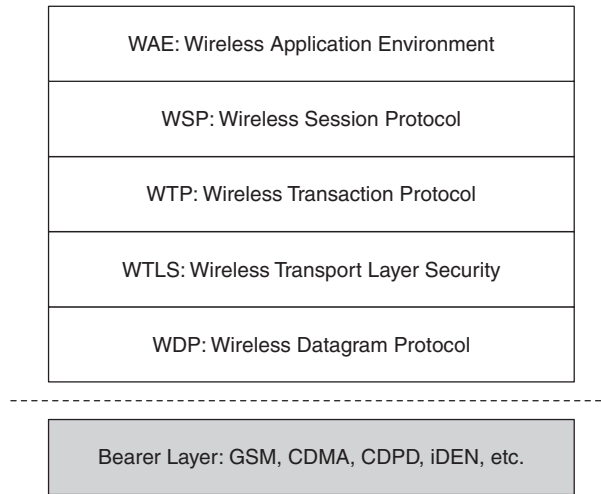 WAE: Wireless Application Environment
WSP: Wireless Session Protocol
WTP: Wireless Transaction Protocol
WTLS: Wireless Transport Layer Security
WDP: Wireless Datagram Protocol
Bearer Layer: GSM, CDMA, CDPD, iDEN, etc.